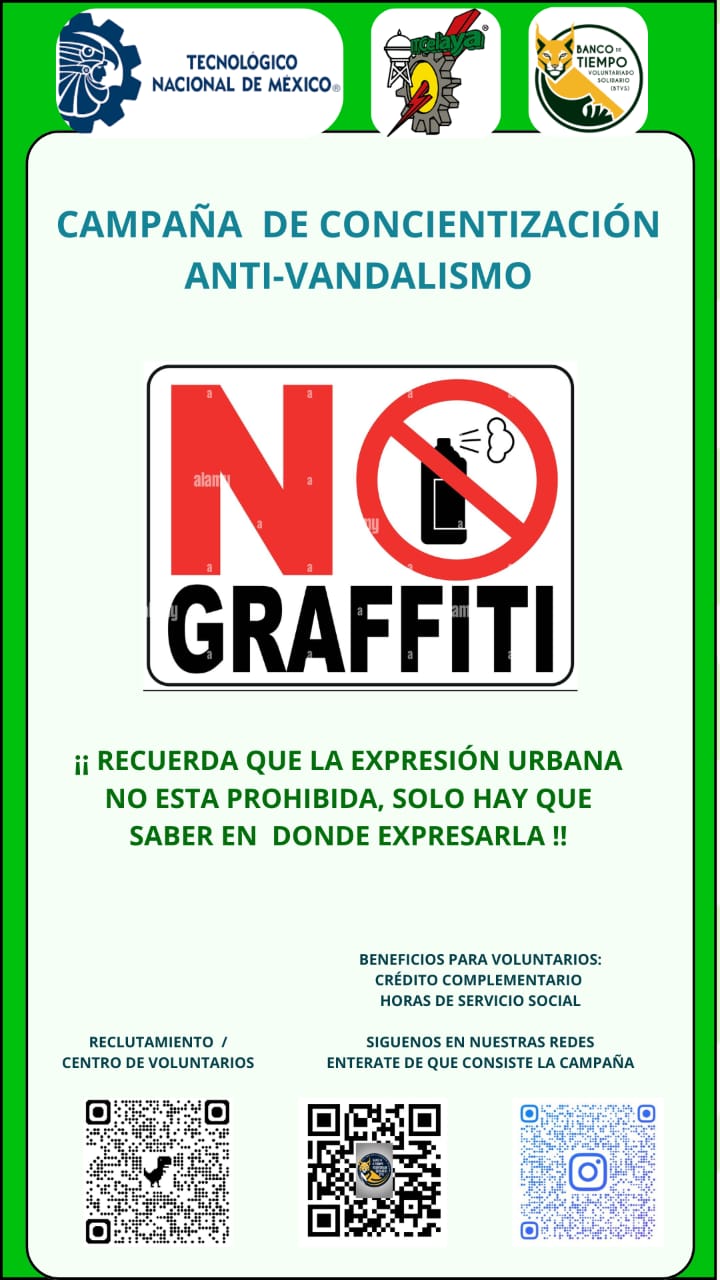 TECNOLÓGICO
NACIONAL DE MÉXICO®
ITCelaya®
BANCO DE
TIEMPO
VOLUNTARIADO
SOLIDARIO
(BTVS)
CAMPAÑA DE CONCIENTIZACIÓN
ANTI-VANDALISMO
NO
GRAFFITI
alamy
¡¡ RECUERDA QUE LA EXPRESIÓN URBANA
NO ESTA PROHIBIDA, SOLO HAY QUE
SABER EN DONDE EXPRESARLA !!
BENEFICIOS PARA VOLUNTARIOS:
CRÉDITO COMPLEMENTARIO
HORAS DE SERVICIO SOCIAL
RECLUTAMIENTO /
CENTRO DE VOLUNTARIOS
SIGUENOS EN NUESTRAS REDES
ENTERATE DE QUE CONSISTE LA CAMPAÑA